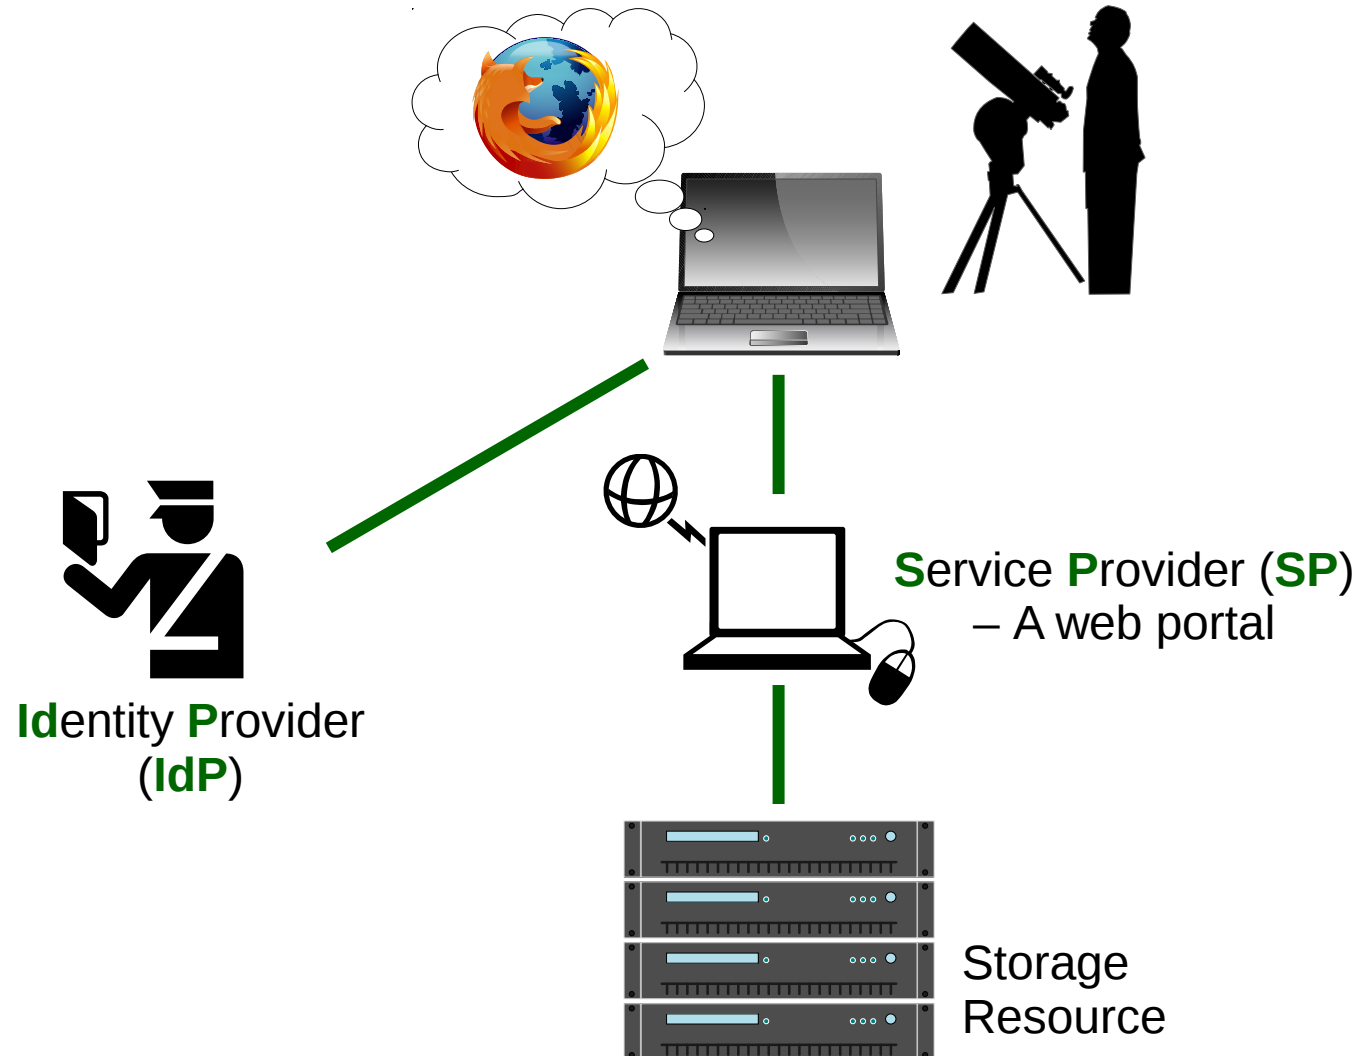 Service Provider (SP)
– A web portal
Identity Provider
(IdP)
Storage
Resource